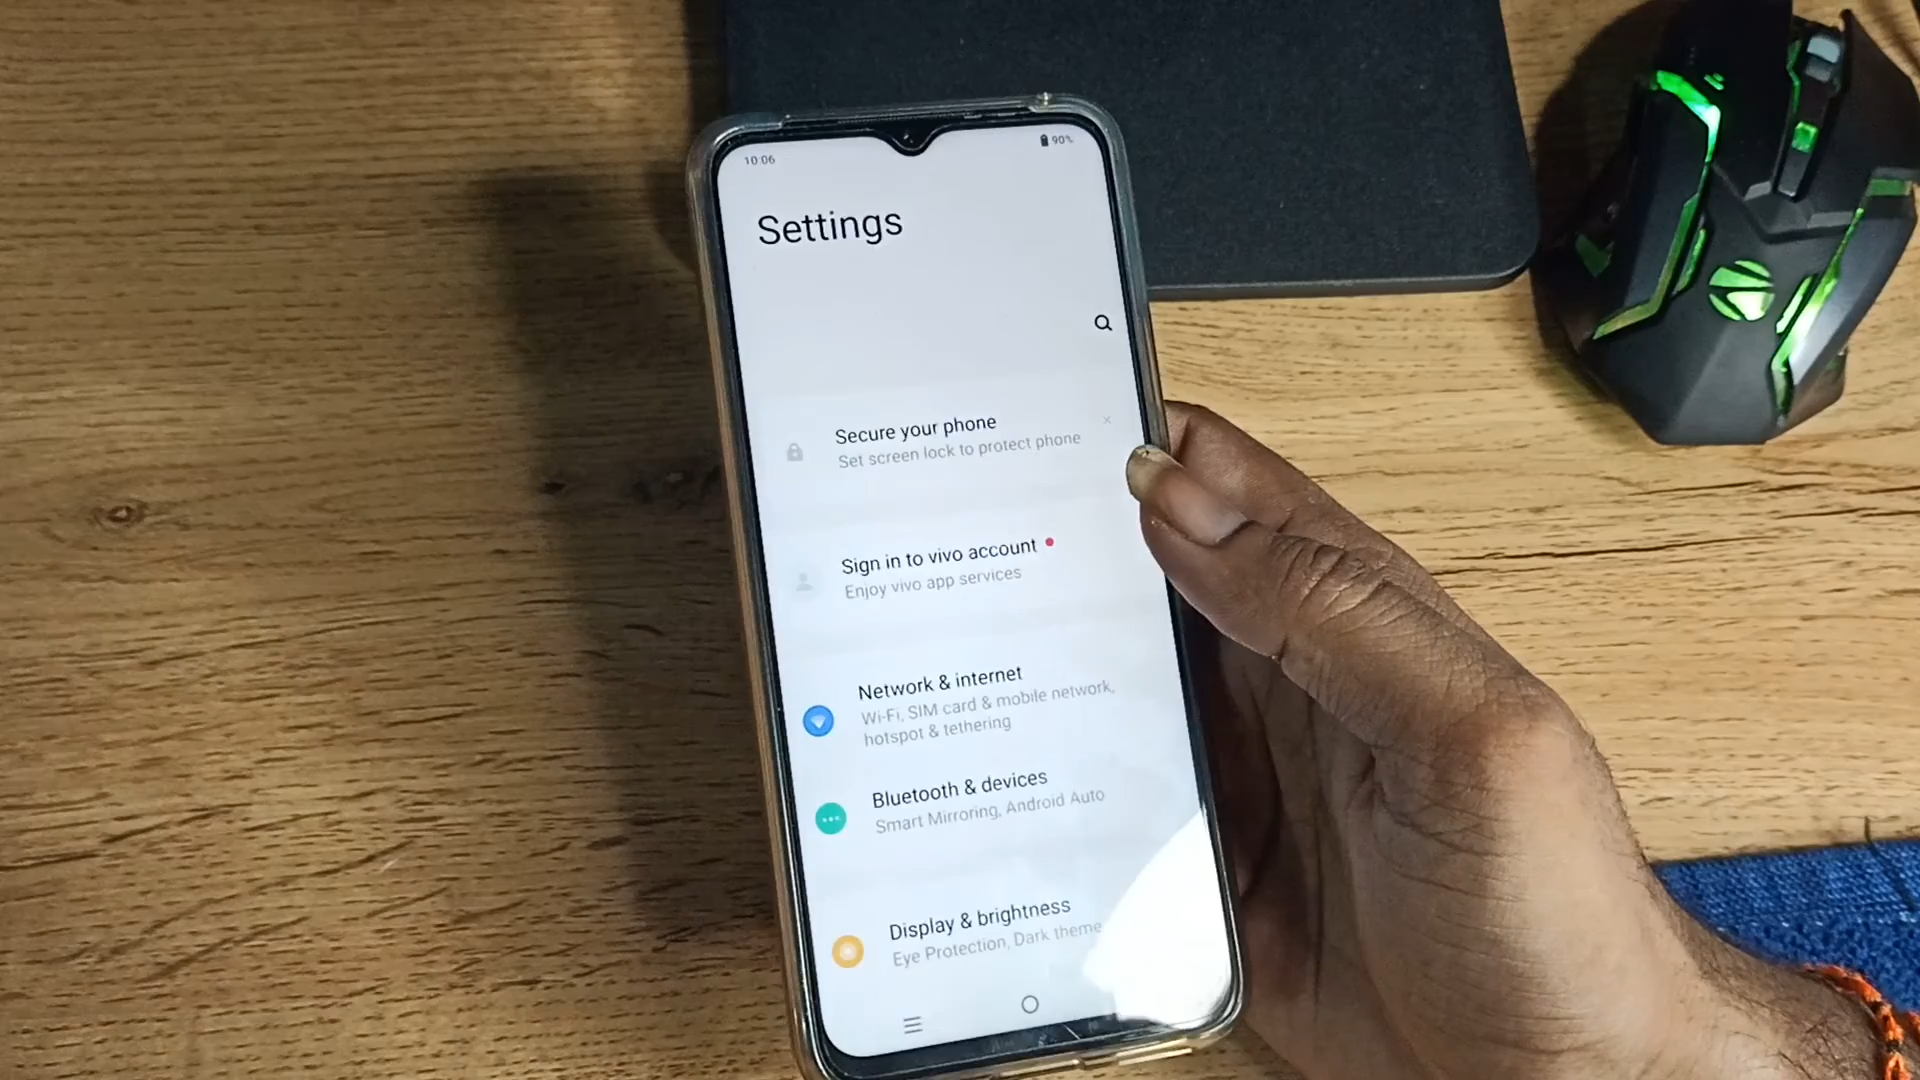 10:06
90%
Settings
Secure your phone
Set screen lock to protect phone
Sign in to vivo account
Enjoy vivo app services
Network & internet
Wi-Fi, SIM card & mobile network,
hotspot & tethering
Bluetooth & devices
Smart Mirroring, Android Auto
Display & brightness
Eye Protection, Dark theme